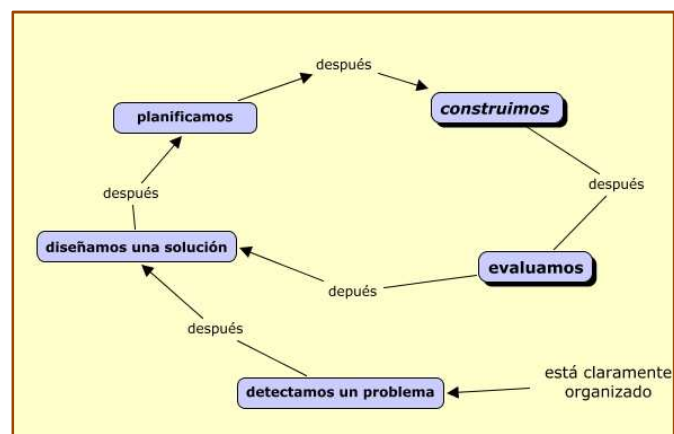 después
construimos
planificamos
después
después
diseñamos una solución
evaluamos
depués
después
está claramente
organizado
detectamos un problema